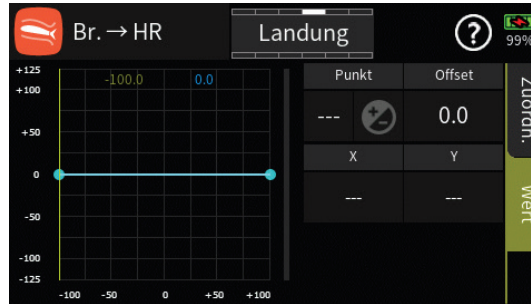 Br. → HR
Landung
?
99%
+125
+100
+50
0
-50
-100
-125
-100.0 0.0
-100 -50 0 +50 +100
Punkt Offset
--- 0.0
X Y
--- ---
Zuordn.
Wert